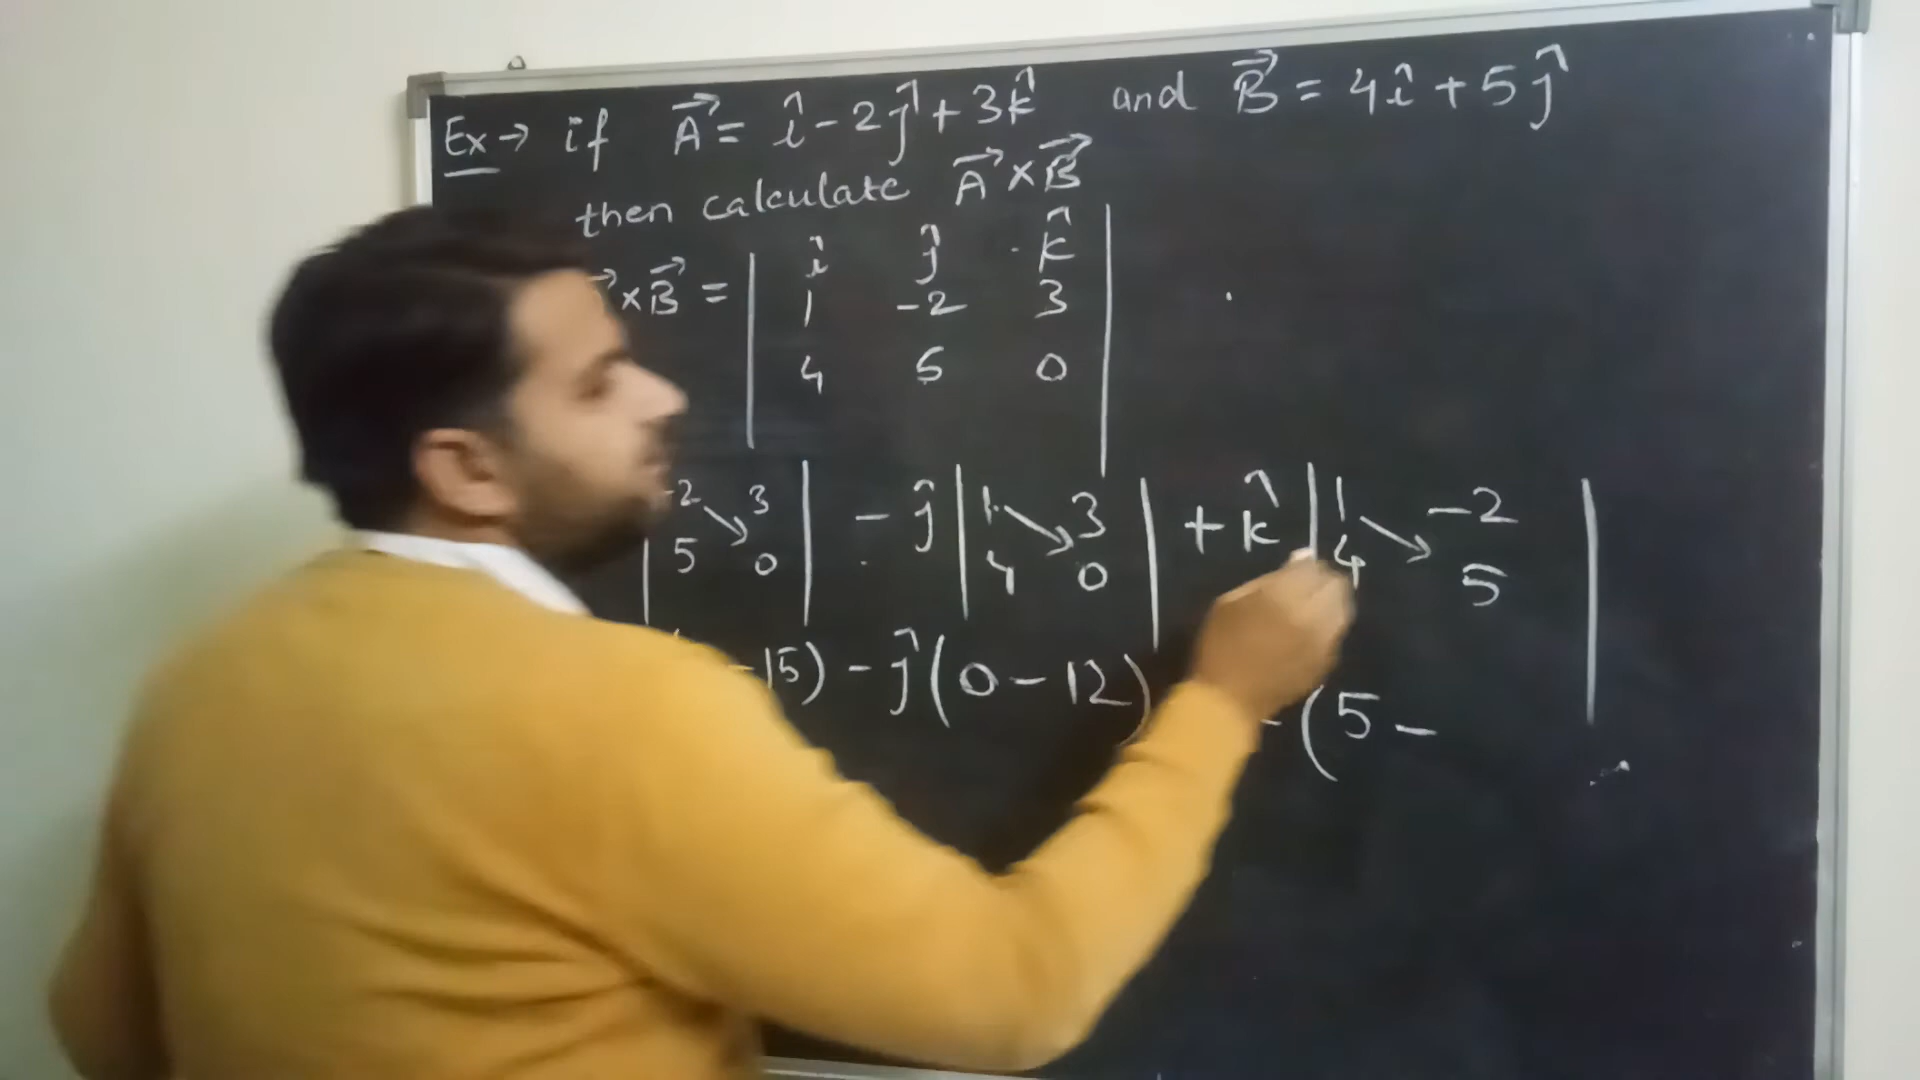 Ex → if A⃗ = î - 2ĵ + 3k̂ and B⃗ = 4î + 5ĵ
then calculate A⃗ × B⃗
× B⃗ = | î ĵ k̂ |
1 -2 3
4 5 0
| -2 3 | - ĵ | 1 3 | + k̂ | 1 -2 |
5 0 4 0 4 5
-15) - ĵ (0 - 12) (5 -